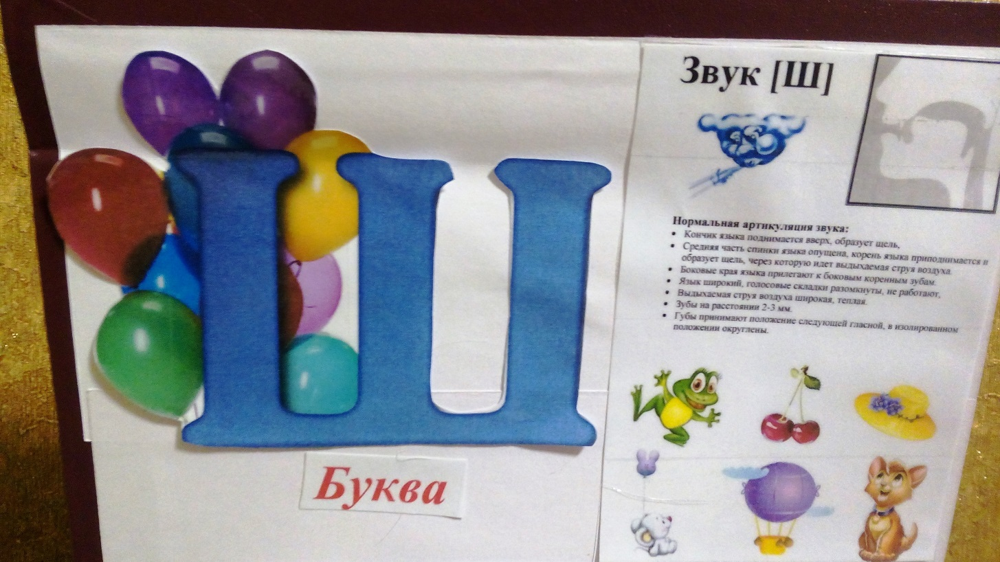 Ш
Буква
Звук [Ш]
Нормальная артикуляция звука:
• Кончик языка поднимается вверх, образует щель,
• Средняя часть спинки языка опущена, корень языка приподнимается и
образует щель, через которую идет выдыхаемая струя воздуха.
• Боковые края языка прилегают к боковым коренным зубам.
• Язык широкий, голосовые складки разомкнуты, не работают,
• Выдыхаемая струя воздуха широкая, теплая.
• Зубы на расстоянии 2-3 мм.
• Губы принимают положение следующей гласной, в изолированном
положении округлены.